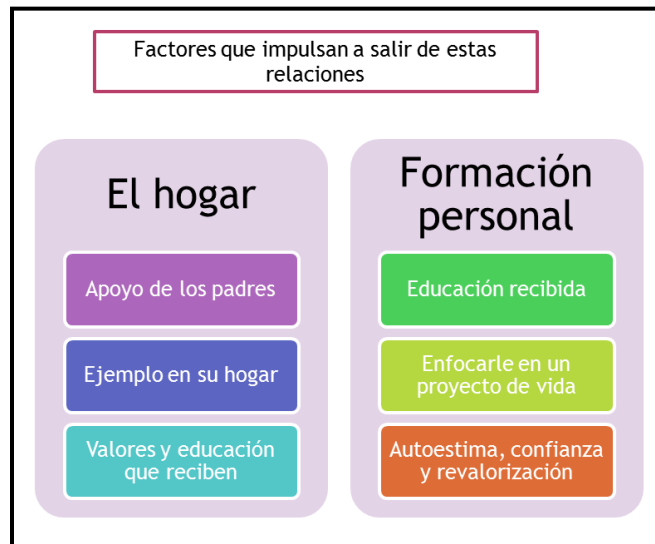 Factores que impulsan a salir de estas
relaciones
El hogar
Apoyo de los padres
Ejemplo en su hogar
Valores y educación
que reciben
Formación
personal
Educación recibida
Enfocarle en un
proyecto de vida
Autoestima, confianza
y revalorización